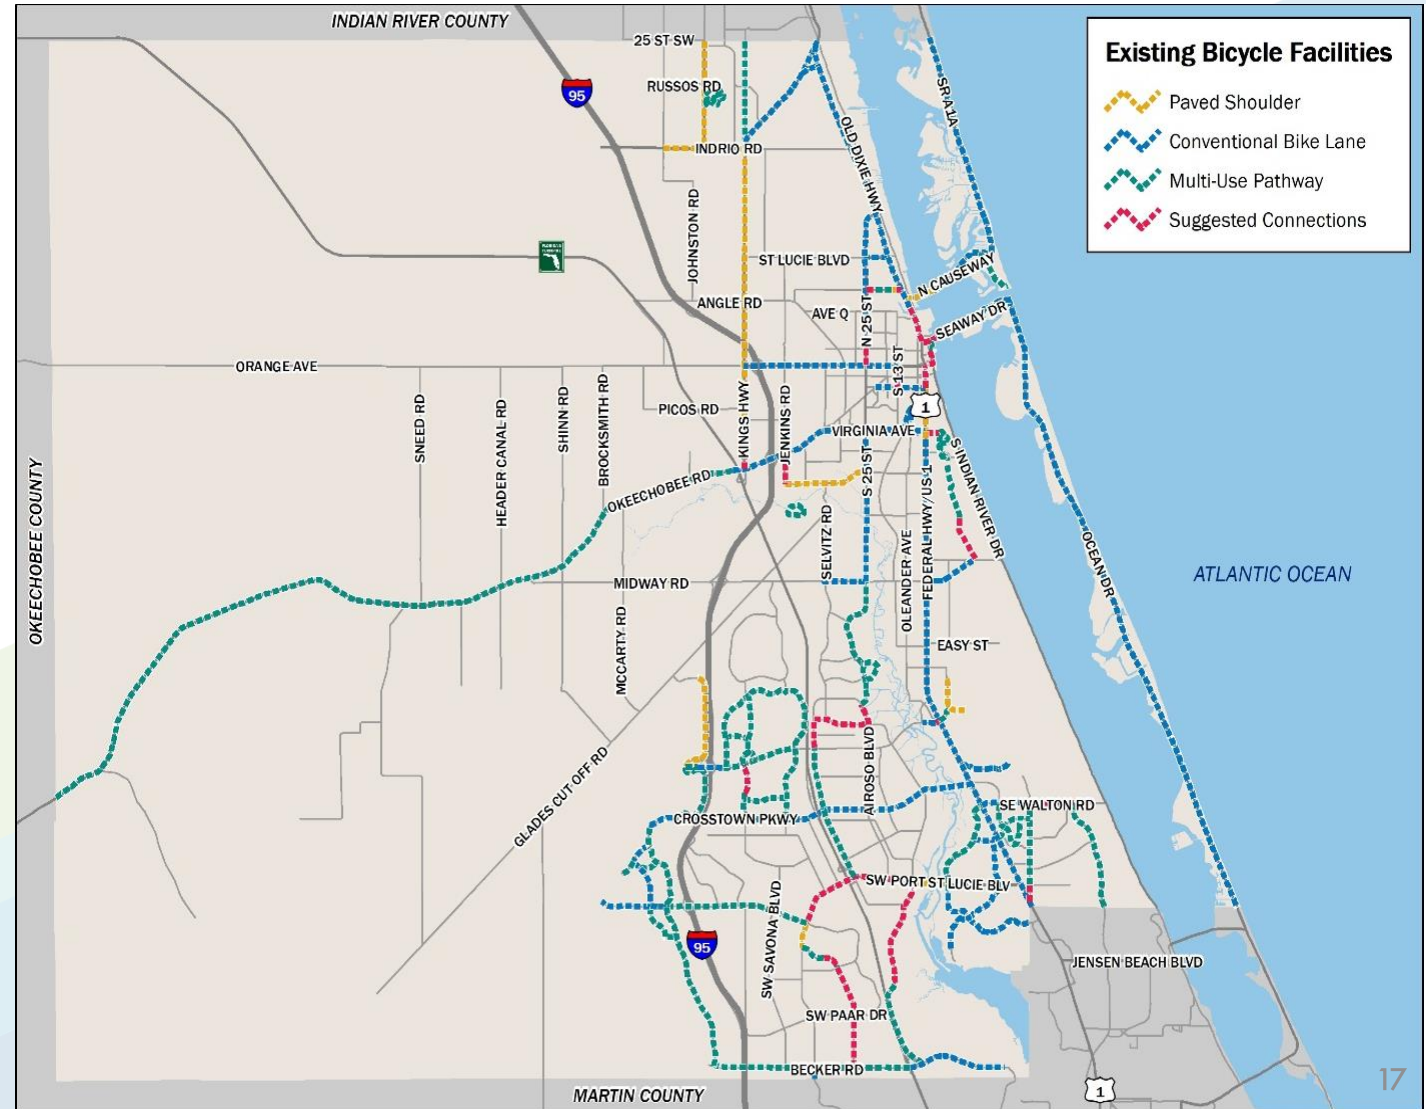 INDIAN RIVER COUNTY
Existing Bicycle Facilities
Paved Shoulder
Conventional Bike Lane
Multi-Use Pathway
Suggested Connections
25 ST SW
95
RUSSOS RD
SR A1A
OLD DIXIE HWY
INDRIO RD
JOHNSTON RD
ST LUCIE BLVD
N CAUSEWAY
ANGLE RD
AVE Q
N 25 ST
SEAWAY DR
ORANGE AVE
S 13 ST
SNEED RD
HEADER CANAL RD
SHINN RD
BROCKSMITH RD
PICOS RD
KINGS HWY
JENKINS RD
1
VIRGINIA AVE
S INDIAN RIVER DR
OKEECHOBEE RD
S 25 ST
OKEECHOBEE COUNTY
SELVITZ RD
OLEANDER AVE
FEDERAL HWY/US 1
OCEAN DR
ATLANTIC OCEAN
MIDWAY RD
MCCARTY RD
EASY ST
GLADES CUT OFF RD
AIROSO BLVD
CROSSTOWN PKWY
SE WALTON RD
SW PORT ST LUCIE BLV
SW SAVONA BLVD
95
JENSEN BEACH BLVD
SW PAAR DR
BECKER RD
MARTIN COUNTY
1
17